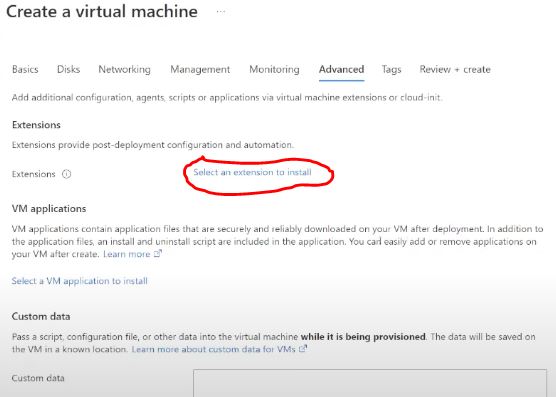 Create a virtual machine ...
Basics Disks Networking Management Monitoring Advanced Tags Review + create
Add additional configuration, agents, scripts or applications via virtual machine extensions or cloud-init.
Extensions
Extensions provide post-deployment configuration and automation.
Extensions Select an extension to install
VM applications
VM applications contain application files that are securely and reliably downloaded on your VM after deployment. In addition to
the application files, an install and uninstall script are included in the application. You can easily add or remove applications on
your VM after create. Learn more
Select a VM application to install
Custom data
Pass a script, configuration file, or other data into the virtual machine while it is being provisioned. The data will be saved on
the VM in a known location. Learn more about custom data for VMs
Custom data